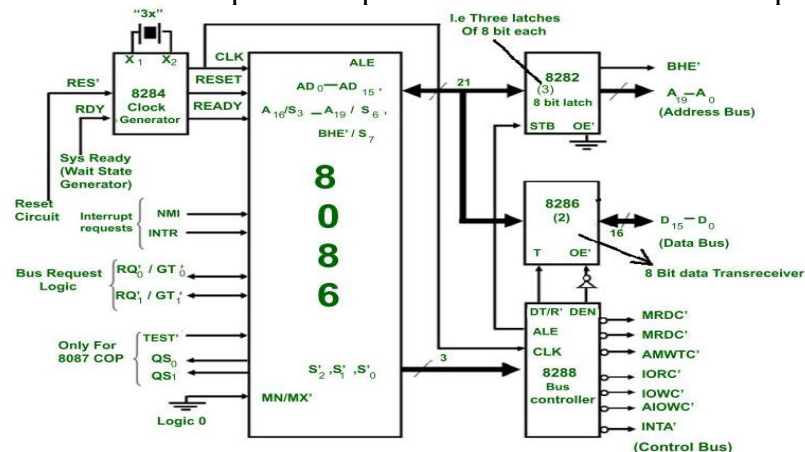 "3x"
X1 X2
8284
Clock
Generator
RES'
RDY
Sys Ready
(Wait State
Generator)
Reset
Circuit
CLK
RESET
READY
ALE
AD0—AD 15,
A16/S3 _A19 / S6 ,
BHE' / S7
8
0
8
6
Interrupt
requests
NMI
INTR
Bus Request
Logic
RQ'0 / GT'0
RQ'1 / GT'1
Only For
8087 COP
TEST'
QS0
QS1
MN/MX'
Logic 0
S'2 ,S'1 ,S'0
3
21
I.e Three latches
Of 8 bit each
8282
(3)
8 bit latch
STB OE'
BHE'
A19—A0
(Address Bus)
8286
(2)
T OE'
16
D15—D0
(Data Bus)
8 Bit data Transreceiver
DT/R' DEN
ALE
CLK
8288
Bus
controller
MRDC'
MRDC'
AMWTC'
IORC'
IOWC'
AIOWC'
INTA'
(Control Bus)